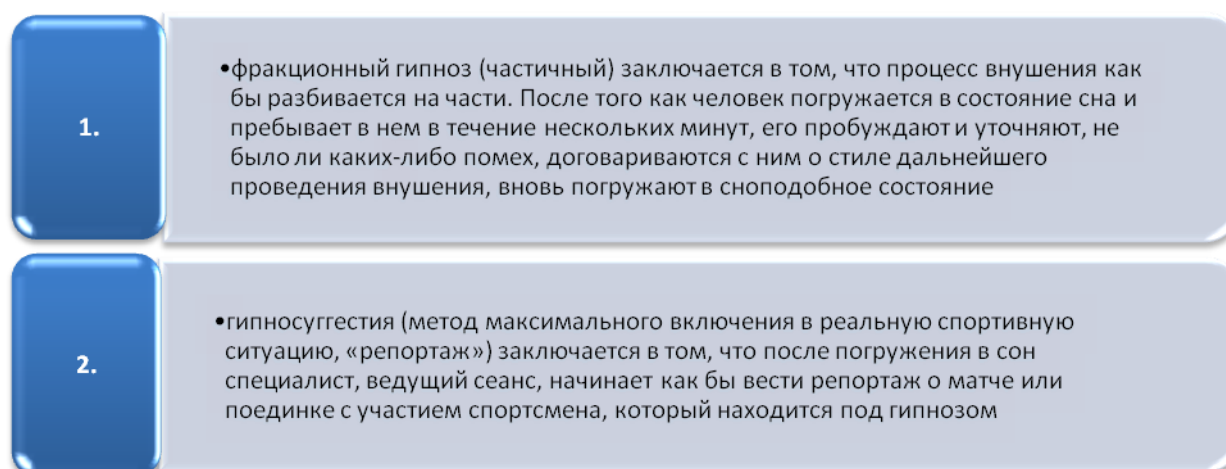 1.
•фракционный гипноз (частичный) заключается в том, что процесс внушения как
бы разбивается на части. После того как человек погружается в состояние сна и
пребывает в нем в течение нескольких минут, его пробуждают и уточняют, не
было ли каких-либо помех, договариваются с ним о стиле дальнейшего
проведения внушения, вновь погружают в сноподобное состояние
2.
•гипносуггестия (метод максимального включения в реальную спортивную
ситуацию, «репортаж») заключается в том, что после погружения в сон
специалист, ведущий сеанс, начинает как бы вести репортаж о матче или
поединке с участием спортсмена, который находится под гипнозом